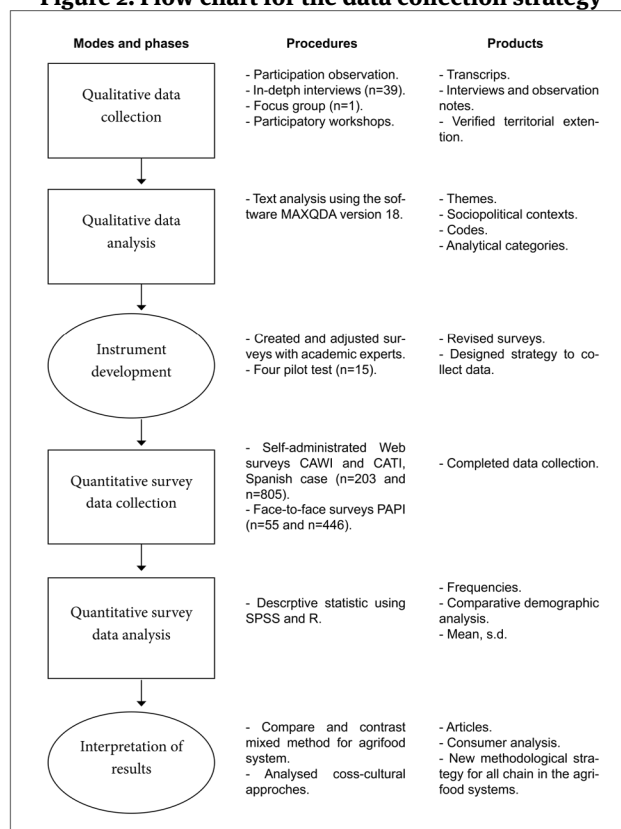 Figure 2. Flow chart for the data collection strategy
Modes and phases
Procedures
Products
Qualitative data
collection
- Participation observation.
- In-detph interviews (n=39).
- Focus group (n=1).
- Participatory workshops.
- Transcrips.
- Interviews and observation
notes.
- Verified territorial exten-
tion.
Qualitative data
analysis
- Text analysis using the sof-
tware MAXQDA version 18.
- Themes.
- Sociopolitical contexts.
- Codes.
- Analytical categories.
Instrument
development
- Created and adjusted sur-
veys with academic experts.
- Four pilot test (n=15).
- Revised surveys.
- Designed strategy to co-
llect data.
Quantitative survey
data collection
- Self-administrated Web
surveys CAWI and CATI,
Spanish case (n=203 and
n=805).
- Face-to-face surveys PAPI
(n=55 and n=446).
- Completed data collection.
Quantitative survey
data analysis
- Descrptive statistic using
SPSS and R.
- Frequencies.
- Comparative demographic
analysis.
- Mean, s.d.
Interpretation of
results
- Compare and contrast
mixed method for agrifood
system.
- Analysed coss-cultural
approches.
- Articles.
- Consumer analysis.
- New methodological stra-
tegy for all chain in the agri-
food systems.